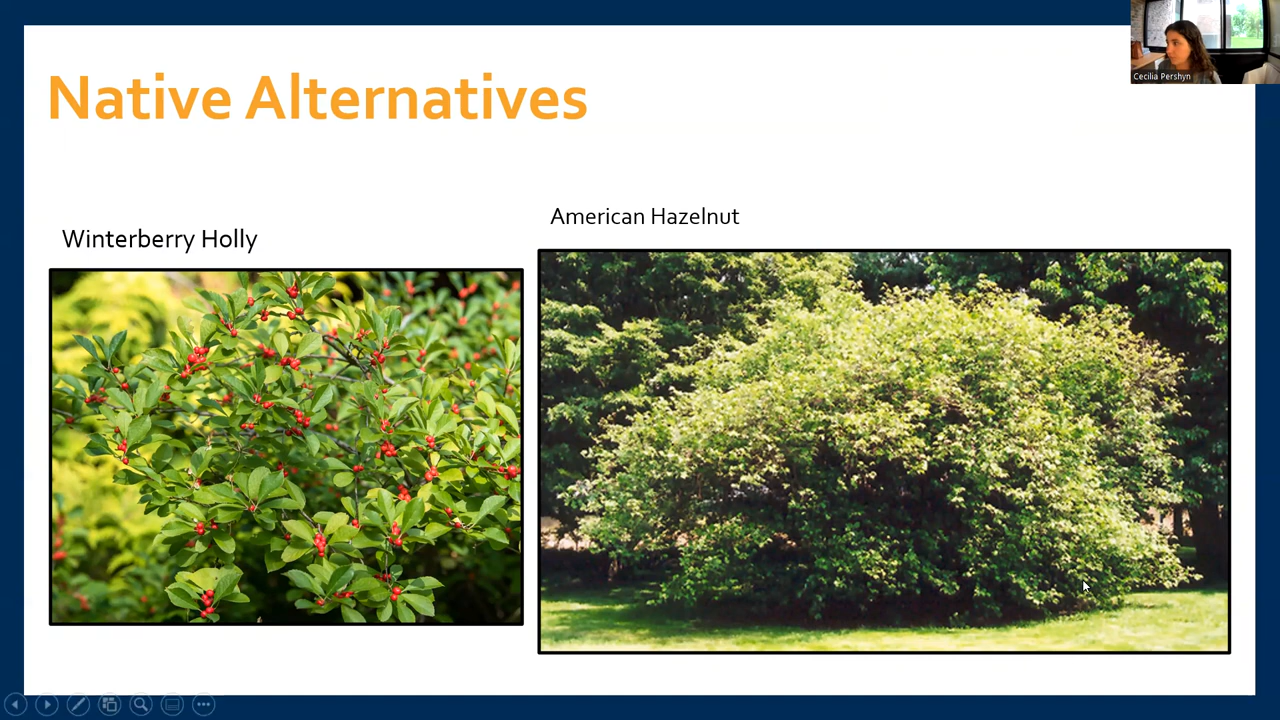 Native Alternatives
Cecilia Pershyn
American Hazelnut
Winterberry Holly